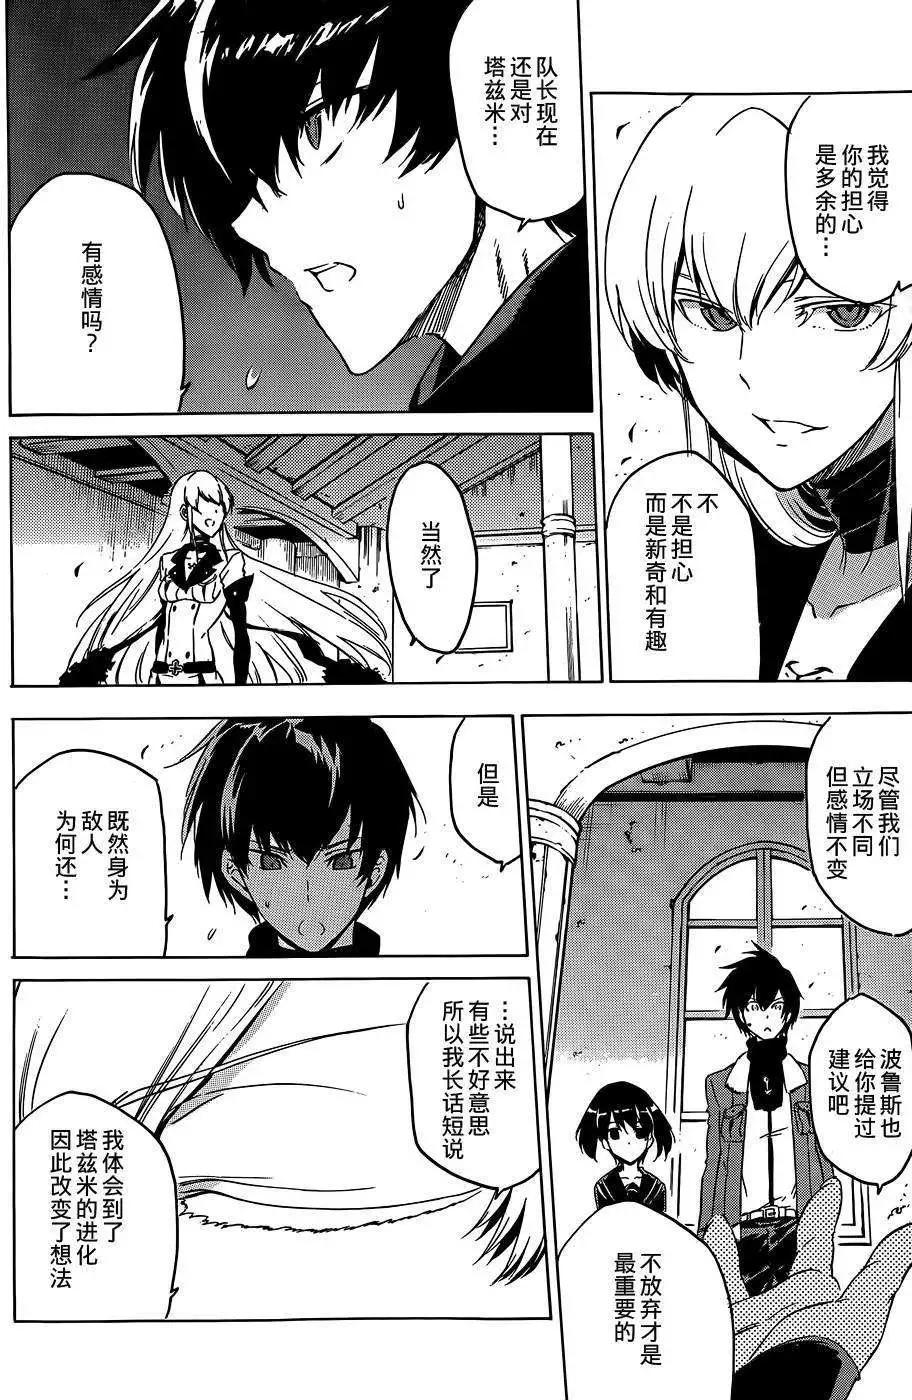 我觉得
你的担心
是多余的…
不
不是担心
而是新奇和有趣
队长现在
还是对
塔兹米…
有感情吗？
当然了
尽管我们
立场不同
但感情不变
波鲁斯也
给你提过
建议吧
不放弃才是
最重要的
但是
既然身为
敌人
为何还…
…说出来
有些不好意思
所以我长话短说
我体会到了
塔兹米的进化
因此改变了想法